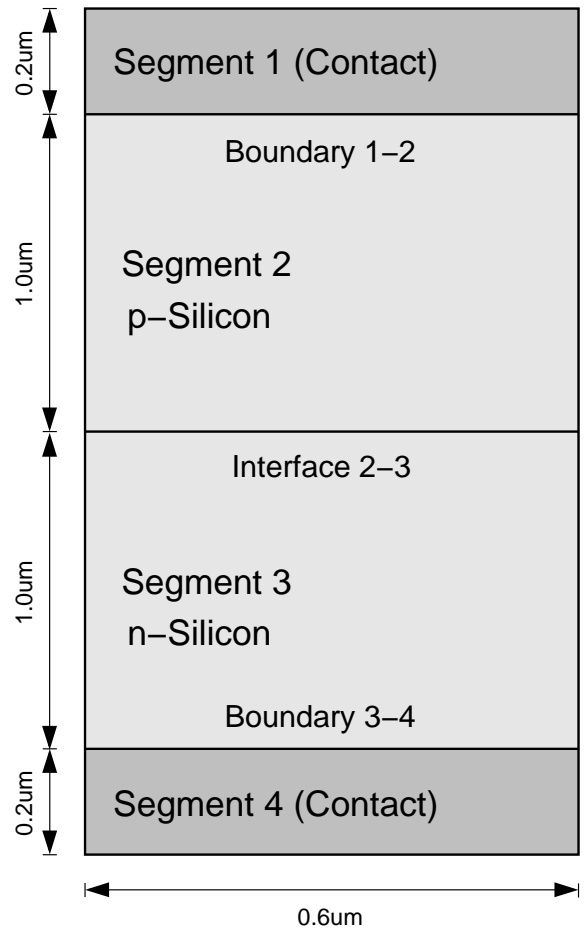 0.2um
Segment 1 (Contact)
Boundary 1–2
1.0um
Segment 2
p–Silicon
Interface 2–3
1.0um
Segment 3
n–Silicon
Boundary 3–4
0.2um
Segment 4 (Contact)
0.6um